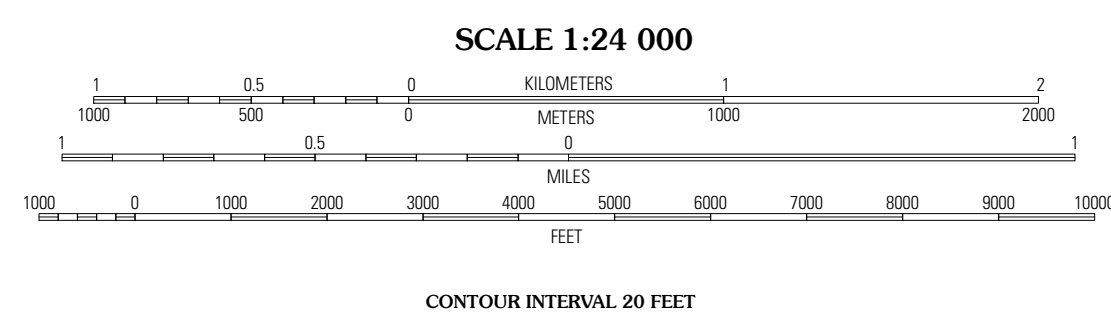 SCALE 1:24 000
1 0.5 0 KILOMETERS 1 2
1000 500 0 METERS 1000 2000
1 0.5 0 1
MILES
1000 0 1000 2000 3000 4000 5000 6000 7000 8000 9000 10000
FEET
CONTOUR INTERVAL 20 FEET